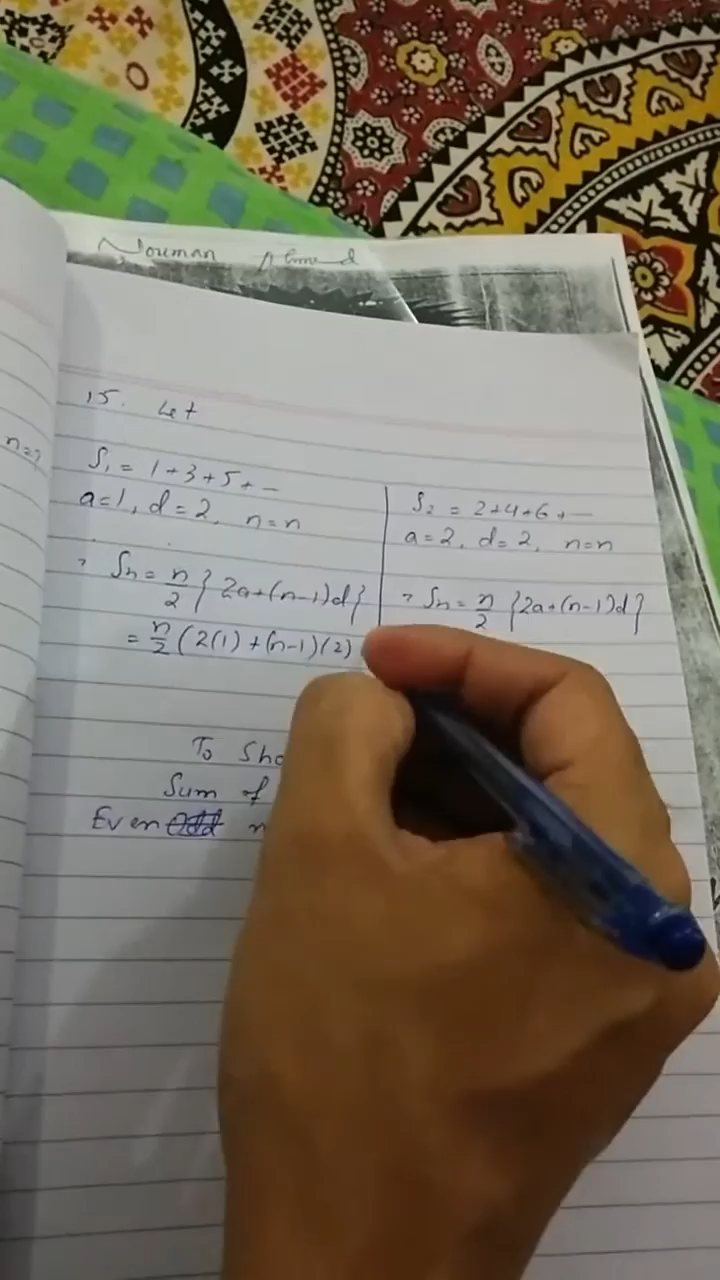 Nouman Ahmed
15. Let
n=?
S₁ = 1+3+5+--
a=1, d=2, n=n
Sn = n/2 { 2a+(n-1)d}
= n/2 (2(1) + (n-1)(2)
S₂ = 2+4+6+---
a=2, d=2, n=n
∵ Sn = n/2 {2a+(n-1)d}
To Sho
Sum of
Even Odd n